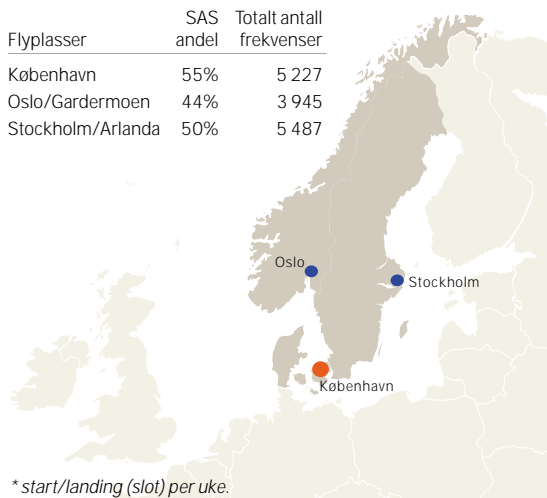 SAS Totalt antall
Flyplasser andel frekvenser
København 55% 5 227
Oslo/Gardermoen 44% 3 945
Stockholm/Arlanda 50% 5 487
Oslo
Stockholm
København
* start/landing (slot) per uke.